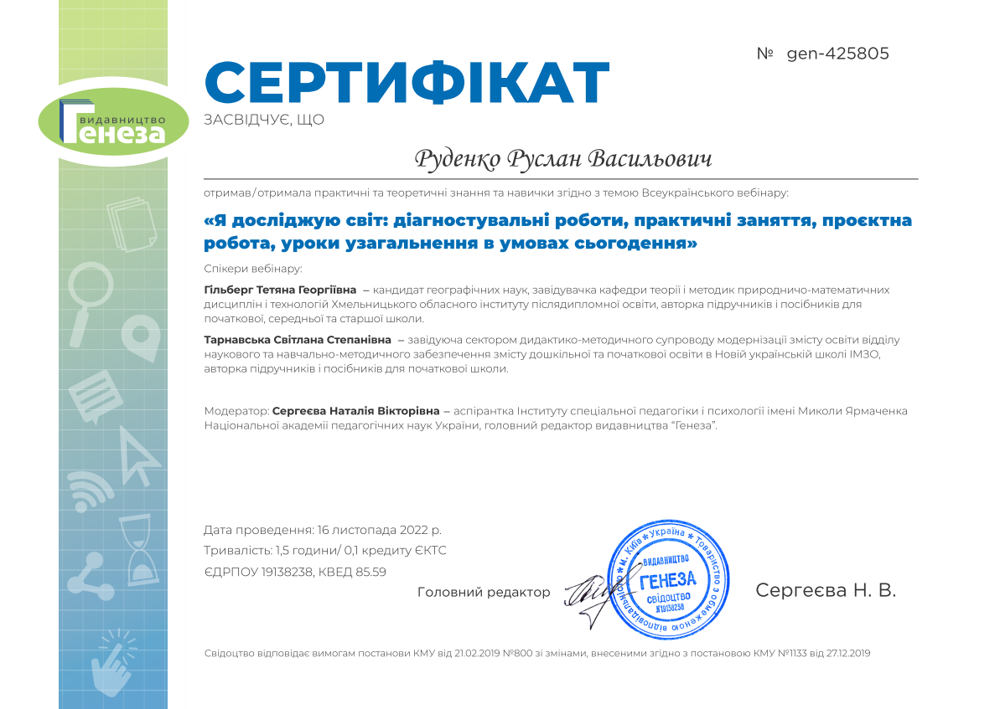 № gen-425805
СЕРТИФІКАТ
ЗАСВІДЧУЄ, ЩО
видавництво
Генеза
Руденко Руслан Васильович
отримав/отримала практичні та теоретичні знання та навички згідно з темою Всеукраїнського вебінару:
«Я досліджую світ: діагностувальні роботи, практичні заняття, проєктна
робота, уроки узагальнення в умовах сьогодення»
Спікери вебінару:
Гільберг Тетяна Георгіївна – кандидат географічних наук, завідувачка кафедри теорії і методик природничо-математичних
дисциплін і технологій Хмельницького обласного інституту післядипломної освіти, авторка підручників і посібників для
початкової, середньої та старшої школи.
Тарнавська Світлана Степанівна – завідуюча сектором дидактико-методичного супроводу модернізації змісту освіти відділу
наукового та навчально-методичного забезпечення змісту дошкільної та початкової освіти в Новій українській школі ІМЗО,
авторка підручників і посібників для початкової школи.
Модератор: Сергеєва Наталія Вікторівна – аспірантка Інституту спеціальної педагогіки і психології імені Миколи Ярмаченка
Національної академії педагогічних наук України, головний редактор видавництва “Генеза”.
Дата проведення: 16 листопада 2022 р.
Тривалість: 1,5 години/ 0,1 кредиту ЄКТС
ЄДРПОУ 19138238, КВЕД 85.59
Головний редактор
м. Київ * Україна * Товариство з обмеженою відповідальністю *
ВИДАВНИЦТВО
ГЕНЕЗА
СВІДОЦТВО
№19138238
Сергеєва Н. В.
Свідоцтво відповідає вимогам постанови КМУ від 21.02.2019 №800 зі змінами, внесеними згідно з постановою КМУ №1133 від 27.12.2019